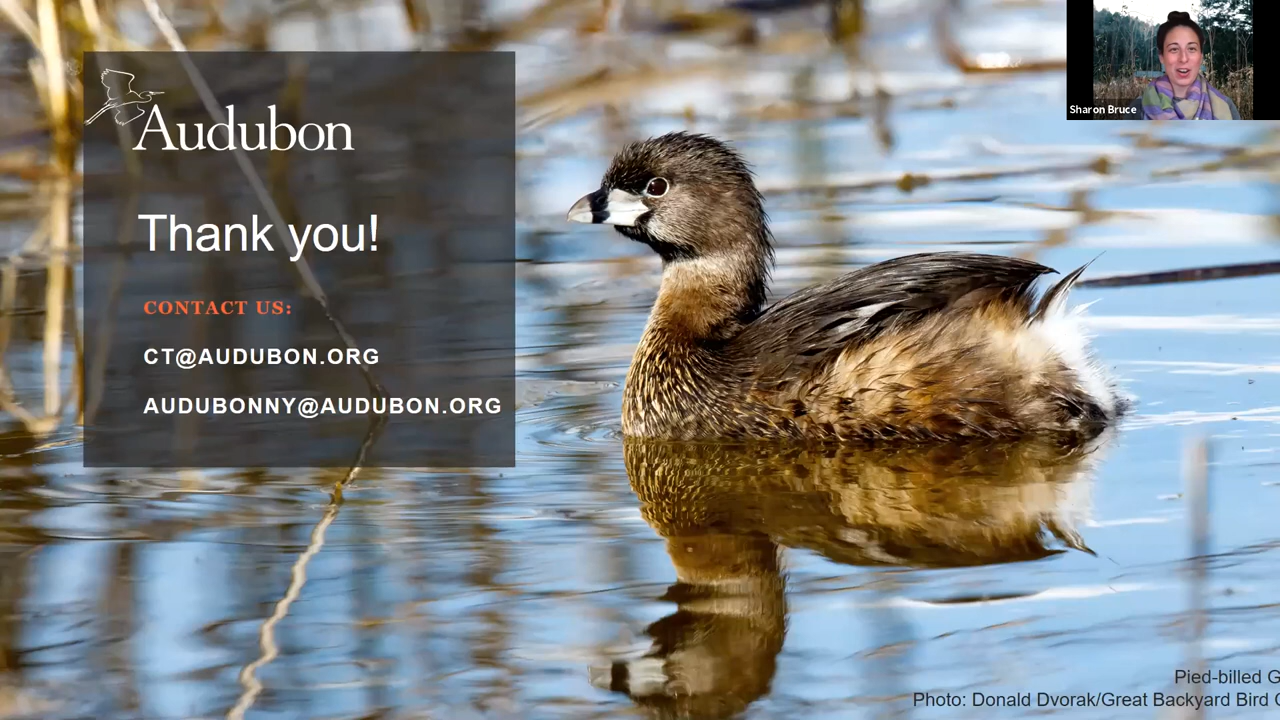 Sharon Bruce
Audubon
Thank you!
CONTACT US:
CT@AUDUBON.ORG
AUDUBONNY@AUDUBON.ORG
Pied-billed G
Photo: Donald Dvorak/Great Backyard Bird